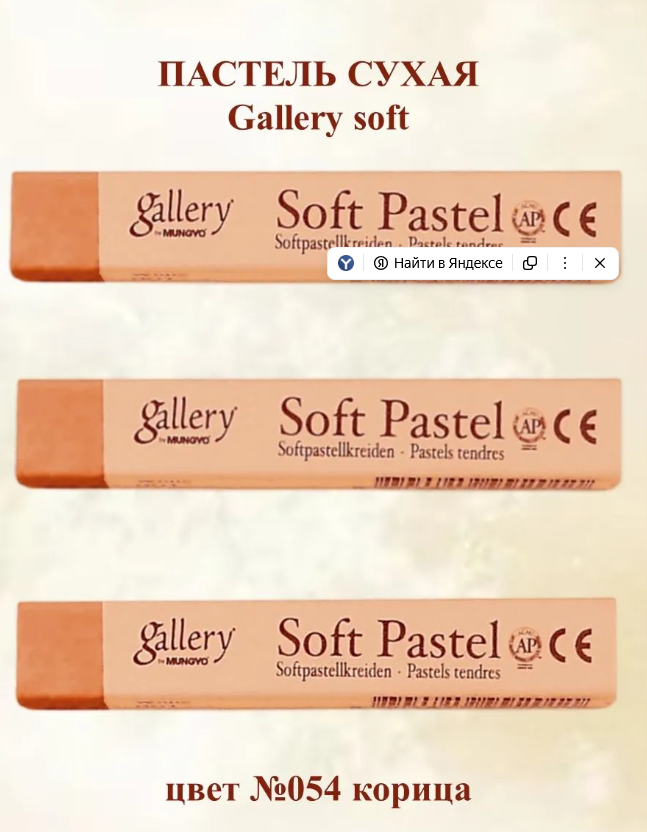 ПАСТЕЛЬ СУХАЯ
Gallery soft
gallery
by MUNGYO
Soft Pastel
AP CE
Softpastellkreiden · Pastels tendres
Найти в Яндексе
gallery
by MUNGYO
Soft Pastel
AP CE
Softpastellkreiden · Pastels tendres
gallery
by MUNGYO
Soft Pastel
AP CE
Softpastellkreiden · Pastels tendres
цвет №054 корица